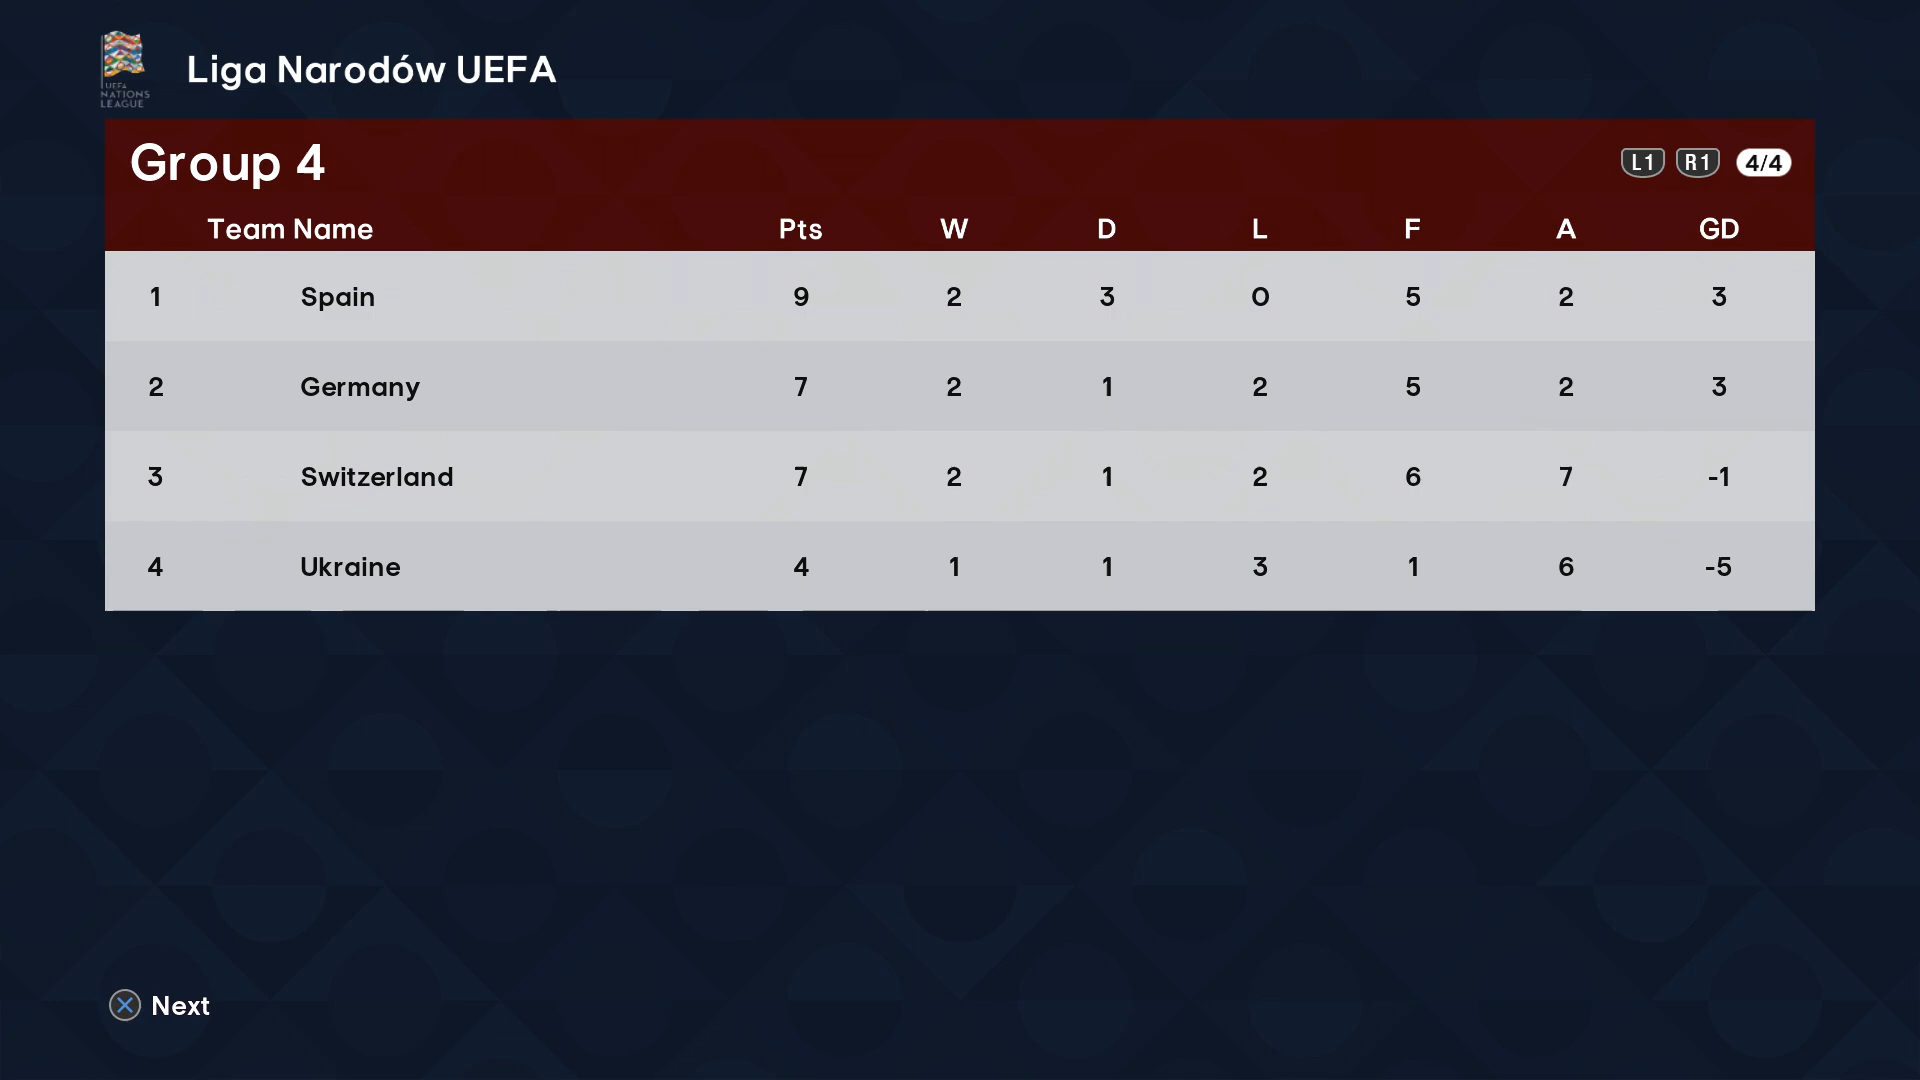 UEFA
NATIONS
LEAGUE
Liga Narodów UEFA
Group 4
L1 R1 4/4
Team Name Pts W D L F A GD
1 Spain 9 2 3 0 5 2 3
2 Germany 7 2 1 2 5 2 3
3 Switzerland 7 2 1 2 6 7 -1
4 Ukraine 4 1 1 3 1 6 -5
Next